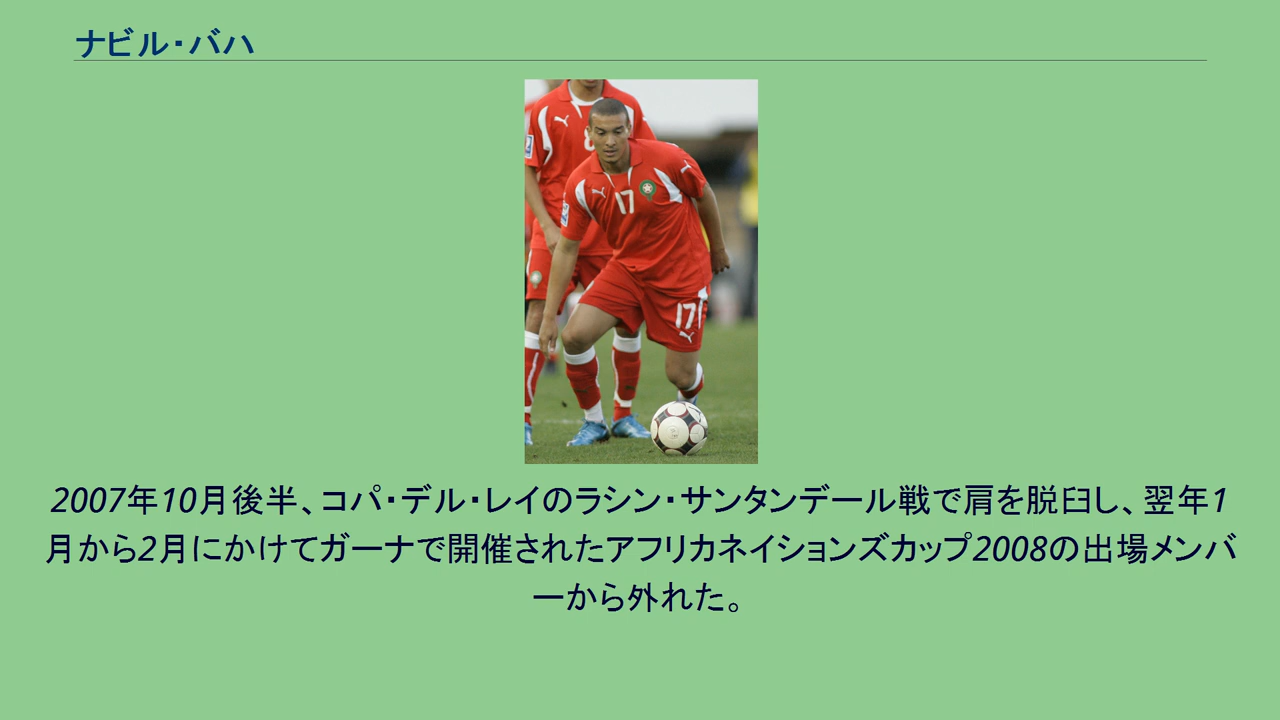 ナビル・バハ
17
17
2007年10月後半、コパ・デル・レイのラシン・サンタンデール戦で肩を脱臼し、翌年1
月から2月にかけてガーナで開催されたアフリカネイションズカップ2008の出場メンバ
ーから外れた。